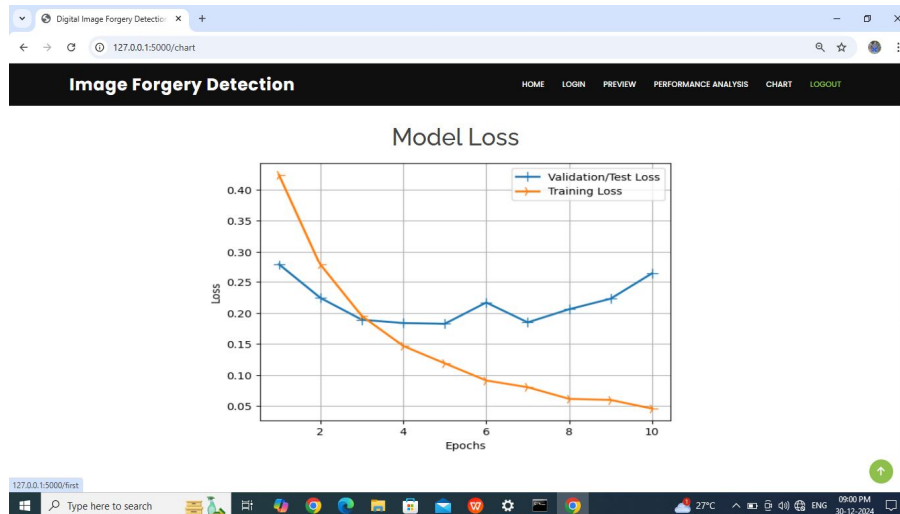 Digital Image Forgery Detection
127.0.0.1:5000/chart
Image Forgery Detection
HOME LOGIN PREVIEW PERFORMANCE ANALYSIS CHART LOGOUT
Model Loss
Validation/Test Loss
Training Loss
0.40
0.35
0.30
0.25
0.20
0.15
0.10
0.05
Loss
2 4 6 8 10
Epochs
127.0.0.1:5000/first
Type here to search
27°C ENG 09:00 PM
30-12-2024